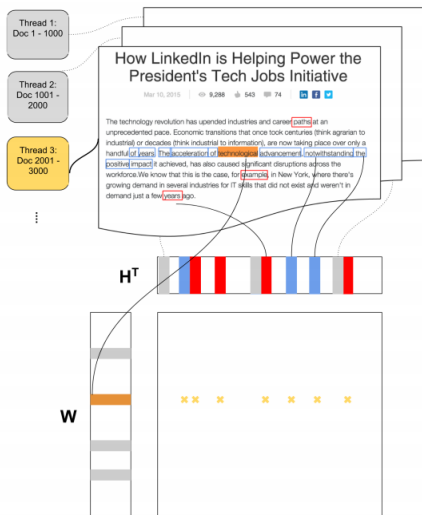 Thread 1:
Doc 1 - 1000
Thread 2:
Doc 1001 -
2000
Thread 3:
Doc 2001 -
3000
How LinkedIn is Helping Power the
President's Tech Jobs Initiative
Mar 10, 2015 9,288 543 74 in f
The technology revolution has upended industries and career paths at an
unprecedented pace. Economic transitions that once took centuries (think agrarian to
industrial) or decades (think industrial to information), are now taking place over only a
handful of years. The acceleration of technological advancement, notwithstanding the
positive impact it achieved, has also caused significant disruptions across the
workforce.We know that this is the case, for example, in New York, where there's
growing demand in several industries for IT skills that did not exist and weren't in
demand just a few years ago.
H^T
W